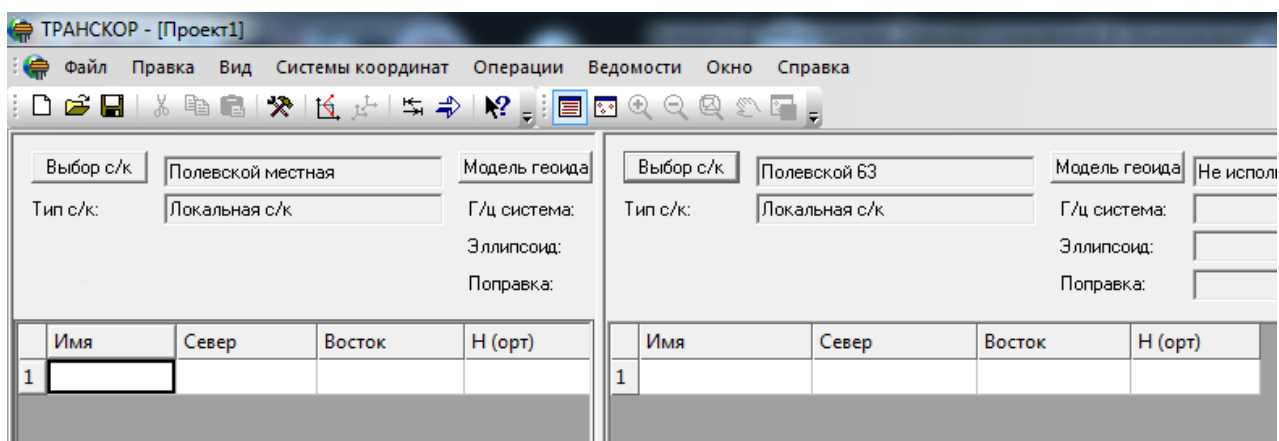 ТРАНСКОР - [Проект1]
Файл Правка Вид Системы координат Операции Ведомости Окно Справка
Выбор с/к Полевской местная Модель геоида
Тип с/к: Локальная с/к Г/ц система:
Эллипсоид:
Поправка:
Имя Север Восток H (орт)
1
Выбор с/к Полевской 63 Модель геоида Не испол
Тип с/к: Локальная с/к Г/ц система:
Эллипсоид:
Поправка:
Имя Север Восток H (орт)
1